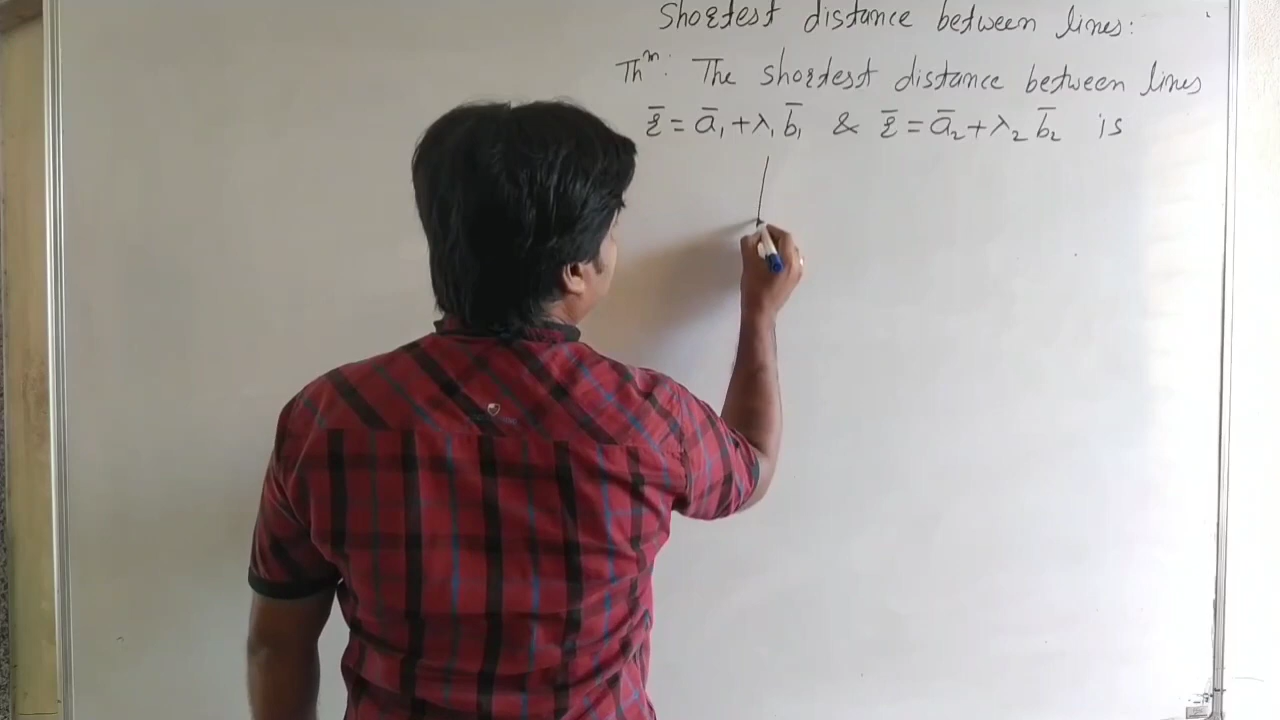 Shortest distance between lines:
Thᵐ: The shortest distance between lines
r̄ = ā₁ + λ₁ b̄₁ & r̄ = ā₂ + λ₂ b̄₂ is